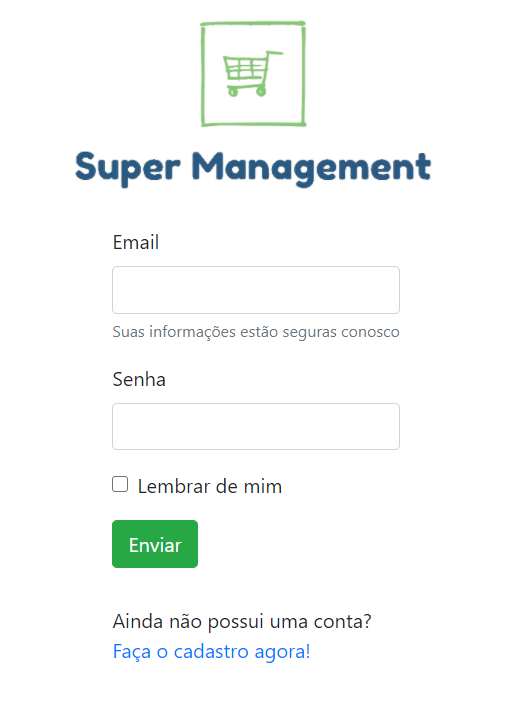 Super Management
Email
Suas informações estão seguras conosco
Senha
Lembrar de mim
Enviar
Ainda não possui uma conta?
Faça o cadastro agora!